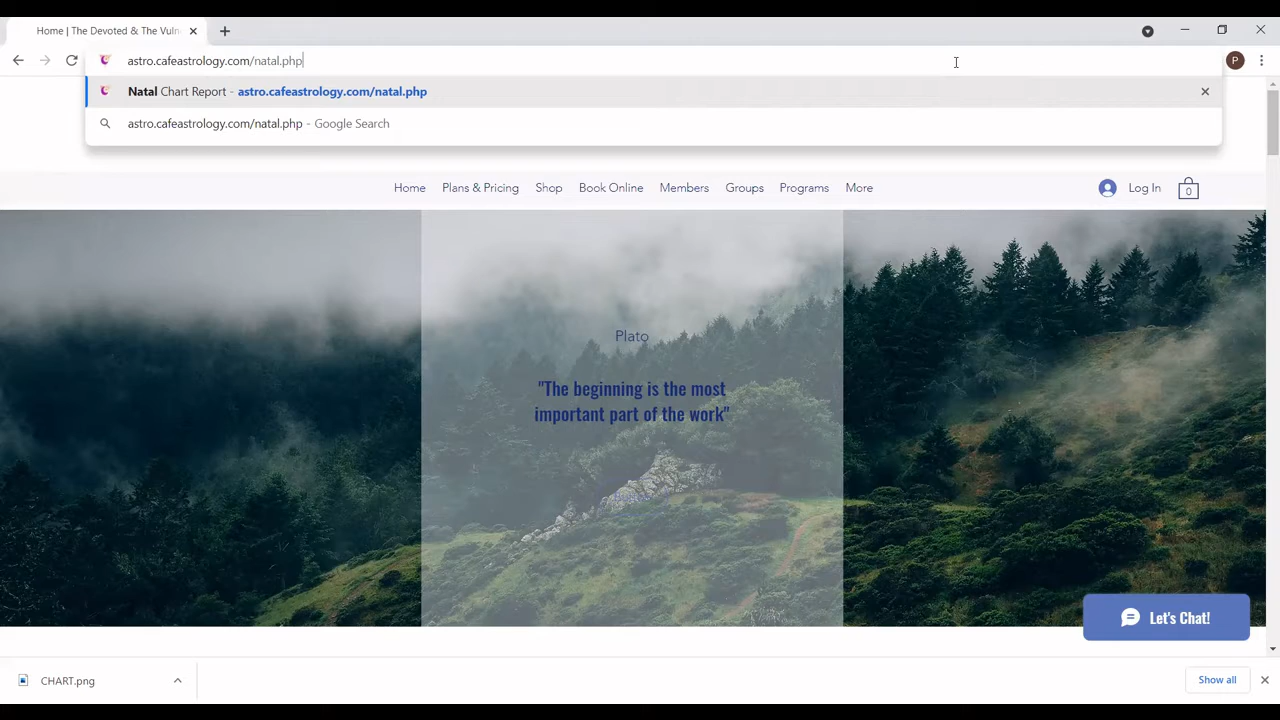 Home | The Devoted & The Vuln
astro.cafeastrology.com/natal.php
P
Natal Chart Report - astro.cafeastrology.com/natal.php
astro.cafeastrology.com/natal.php - Google Search
Home Plans & Pricing Shop Book Online Members Groups Programs More Log In 0
Plato
"The beginning is the most
important part of the work"
Let's Chat!
CHART.png
Show all